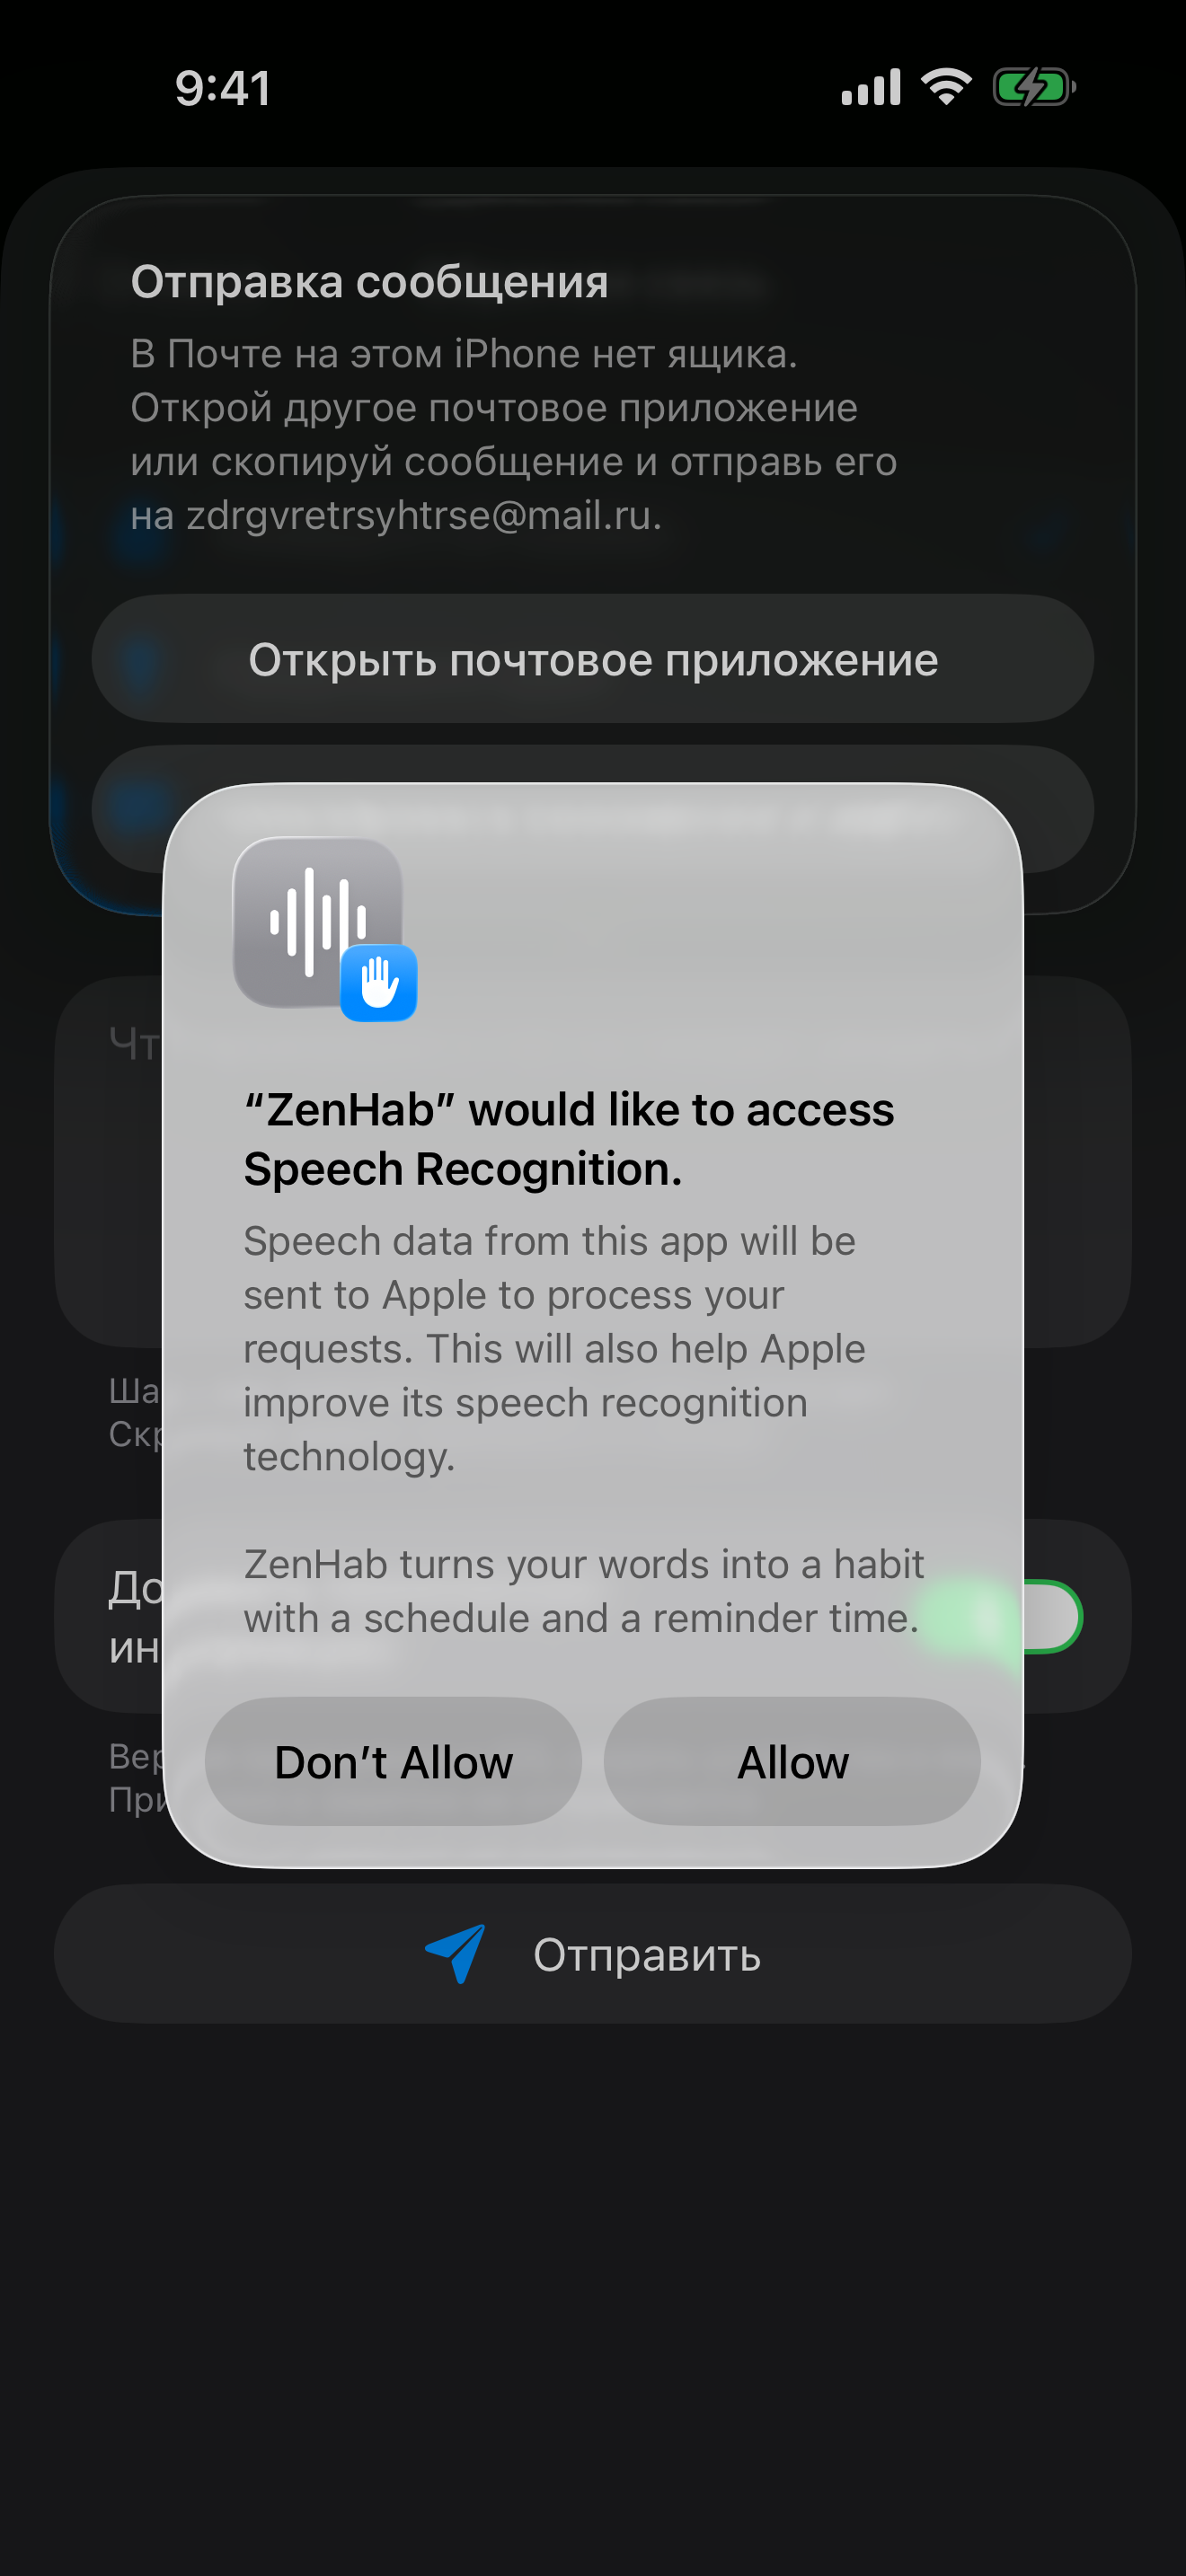 9:41
Отправка сообщения
В Почте на этом iPhone нет ящика.
Открой другое почтовое приложение
или скопируй сообщение и отправь его
на zdrgvretrsyhtrse@mail.ru.
Открыть почтовое приложение
“ZenHab” would like to access
Speech Recognition.
Speech data from this app will be
sent to Apple to process your
requests. This will also help Apple
improve its speech recognition
technology.
ZenHab turns your words into a habit
with a schedule and a reminder time.
Don’t Allow
Allow
Отправить